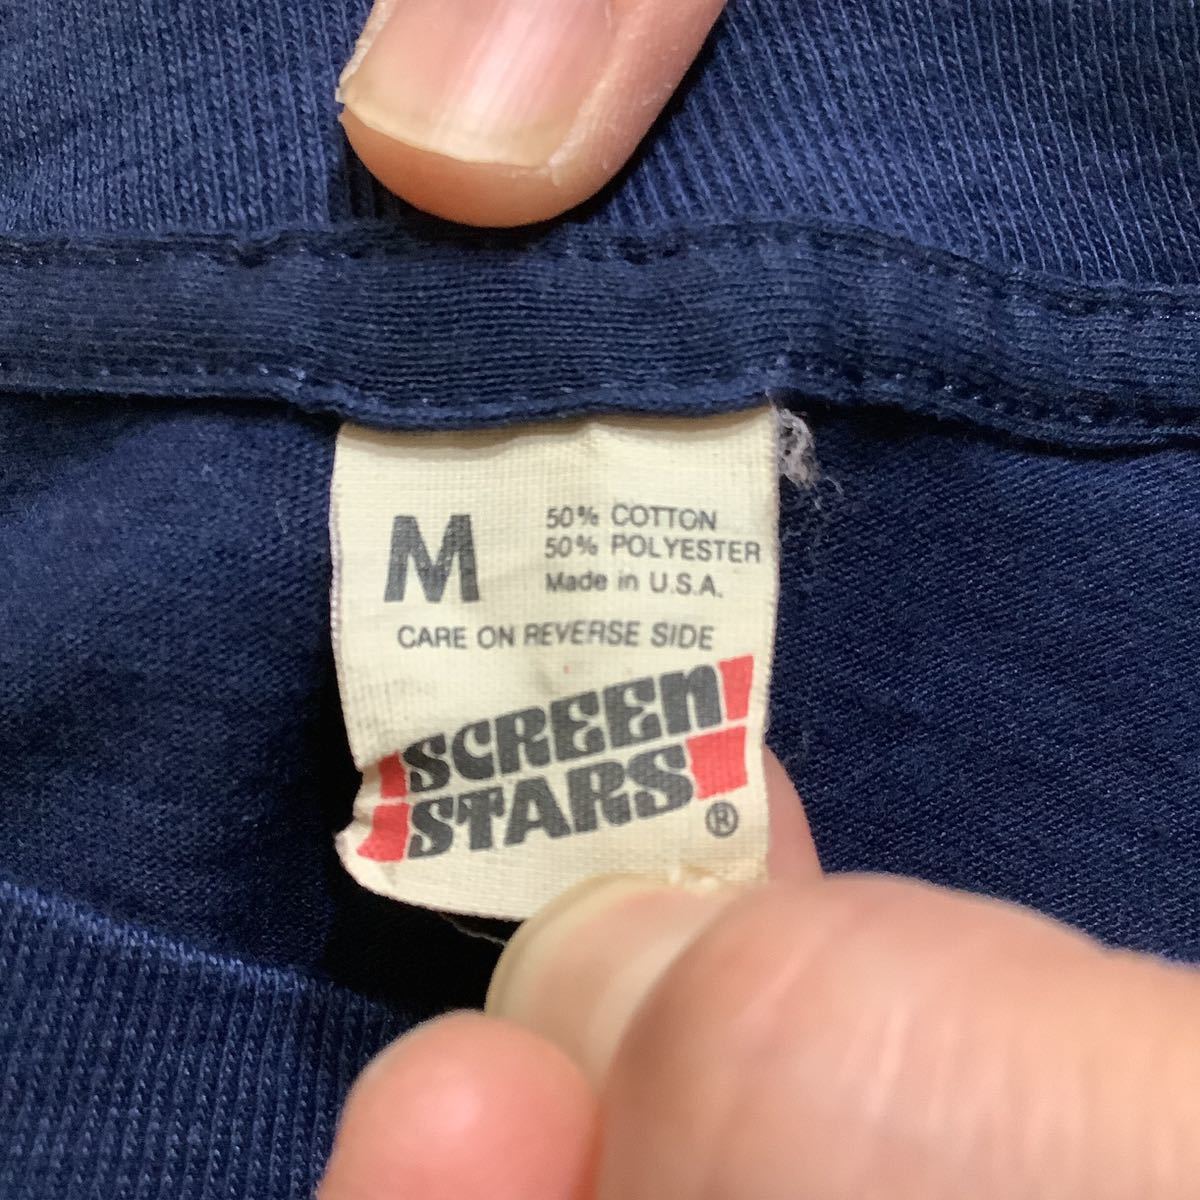 M
50% COTTON
50% POLYESTER
Made in U.S.A.
CARE ON REVERSE SIDE
SCREEN
STARS
®